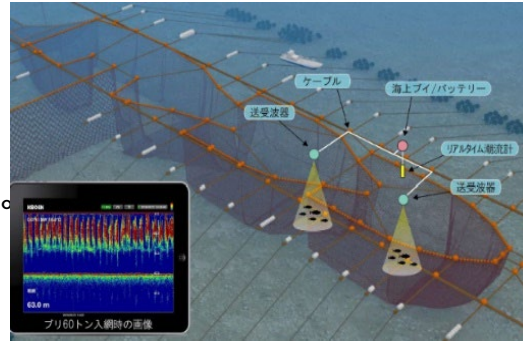 ケーブル
海上ブイ/バッテリー
送受波器
リアルタイム潮流計
送受波器
63.0 m
ブリ60トン入網時の画像